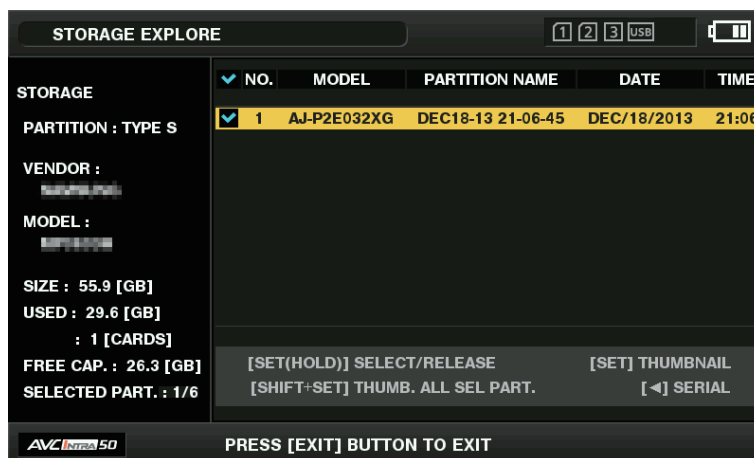 STORAGE EXPLORE
1 2 3 USB
STORAGE
PARTITION : TYPE S
VENDOR :
MODEL :
SIZE : 55.9 [GB]
USED : 29.6 [GB]
: 1 [CARDS]
FREE CAP. : 26.3 [GB]
SELECTED PART. : 1/6
NO. MODEL PARTITION NAME DATE TIME
1 AJ-P2E032XG DEC18-13 21-06-45 DEC/18/2013 21:06
[SET(HOLD)] SELECT/RELEASE [SET] THUMBNAIL
[SHIFT+SET] THUMB. ALL SEL PART. [◄] SERIAL
AVC INTRA 50 PRESS [EXIT] BUTTON TO EXIT